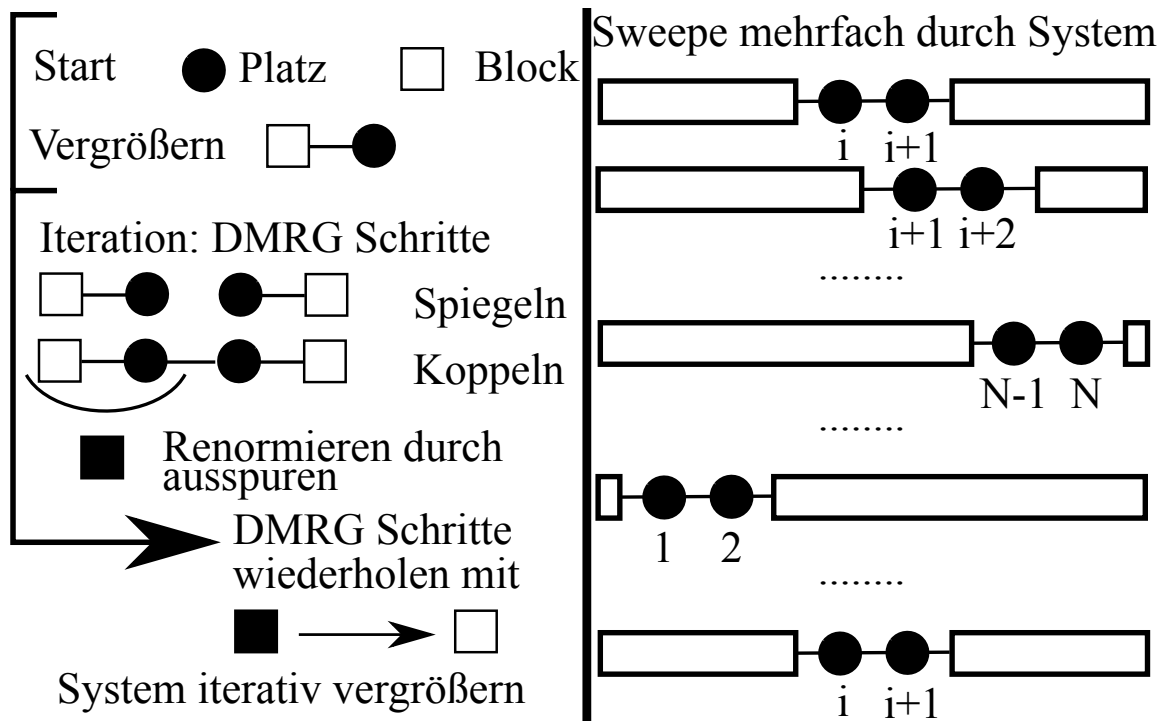 Start Platz Block
Vergrößern
Iteration: DMRG Schritte
Spiegeln
Koppeln
Renormieren durch
ausspuren
DMRG Schritte
wiederholen mit
System iterativ vergrößern
Sweepe mehrfach durch System
i i+1
i+1 i+2
........
N-1 N
........
1 2
........
i i+1